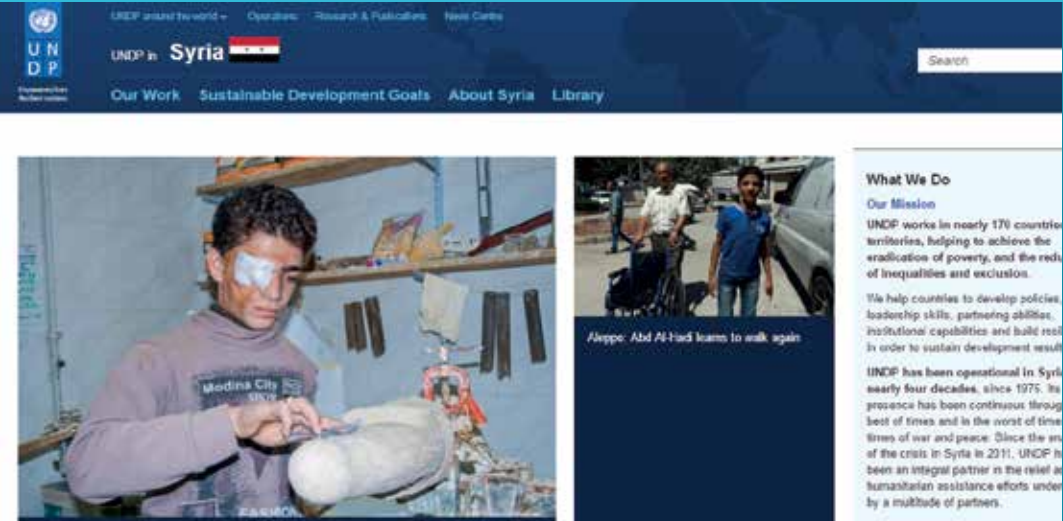 UNDP around the world
Operations
Research & Publications
News Centre
U N
D P
UNDP in Syria
Search
Our Work
Sustainable Development Goals
About Syria
Library
Modina City
SPOR
FASHION
Aleppo: Abd Al-Hadi learns to walk again
What We Do
Our Mission
UNDP works in nearly 170 countries
territories, helping to achieve the
eradication of poverty, and the redu
of inequalities and exclusion.
We help countries to develop policies,
leadership skills, partnering abilities,
institutional capabilities and build resi
in order to sustain development result
UNDP has been operational in Syria
nearly four decades, since 1975. Its
presence has been continuous throug
best of times and in the worst of time
times of war and peace. Since the
of the crisis in Syria in 2011, UNDP h
been an integral partner in the relief a
humanitarian assistance efforts under
by a multitude of partners.